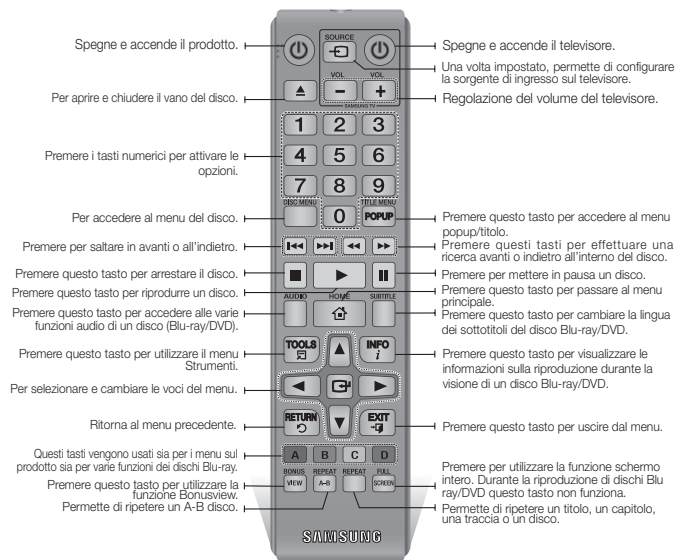 Spegne e accende il prodotto.
Per aprire e chiudere il vano del disco.
Premere i tasti numerici per attivare le
opzioni.
Per accedere al menu del disco.
Premere per saltare in avanti o all'indietro.
Premere questo tasto per arrestare il disco.
Premere questo tasto per riprodurre un disco.
Premere questo tasto per accedere alle varie
funzioni audio di un disco (Blu-ray/DVD).
Premere questo tasto per utilizzare il menu
Strumenti.
Per selezionare e cambiare le voci del menu.
Ritorna al menu precedente.
Questi tasti vengono usati sia per i menu sul
prodotto sia per varie funzioni dei dischi Blu-ray.
Premere questo tasto per utilizzare la
funzione Bonusview.
Permette di ripetere un A-B disco.
SOURCE
VOL VOL
- +
SAMSUNG TV
1 2 3
4 5 6
7 8 9
DISC MENU TITLE MENU
0 POPUP
AUDIO HOME SUBTITLE
TOOLS INFO
i
RETURN EXIT
A B C D
BONUS REPEAT REPEAT FULL
VIEW A-B SCREEN
SAMSUNG
Spegne e accende il televisore.
Una volta impostato, permette di configurare
la sorgente di ingresso sul televisore.
Regolazione del volume del televisore.
Premere questo tasto per accedere al menu
popup/titolo.
Premere questi tasti per effettuare una
ricerca avanti o indietro all'interno del disco.
Premere per mettere in pausa un disco.
Premere questo tasto per passare al menu
principale.
Premere questo tasto per cambiare la lingua
dei sottotitoli del disco Blu-ray/DVD.
Premere questo tasto per visualizzare le
informazioni sulla riproduzione durante la
visione di un disco Blu-ray/DVD.
Premere questo tasto per uscire dal menu.
Premere per utilizzare la funzione schermo
intero. Durante la riproduzione di dischi Blu
ray/DVD questo tasto non funziona.
Permette di ripetere un titolo, un capitolo,
una traccia o un disco.